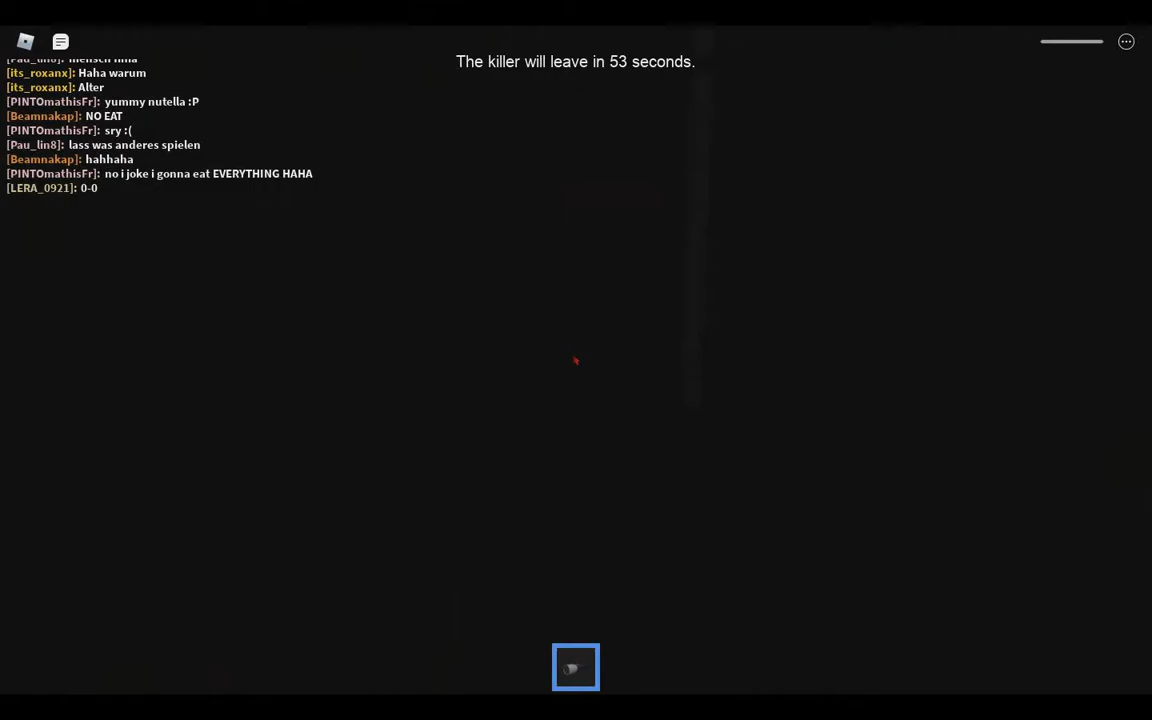 The killer will leave in 53 seconds.
[its_roxanx]: Haha warum
[its_roxanx]: Alter
[PINTOmathisFr]: yummy nutella :P
[Beamnakap]: NO EAT
[PINTOmathisFr]: sry :(
[Pau_lin8]: lass was anderes spielen
[Beamnakap]: hahhaha
[PINTOmathisFr]: no i joke i gonna eat EVERYTHING HAHA
[LERA_0921]: 0-0